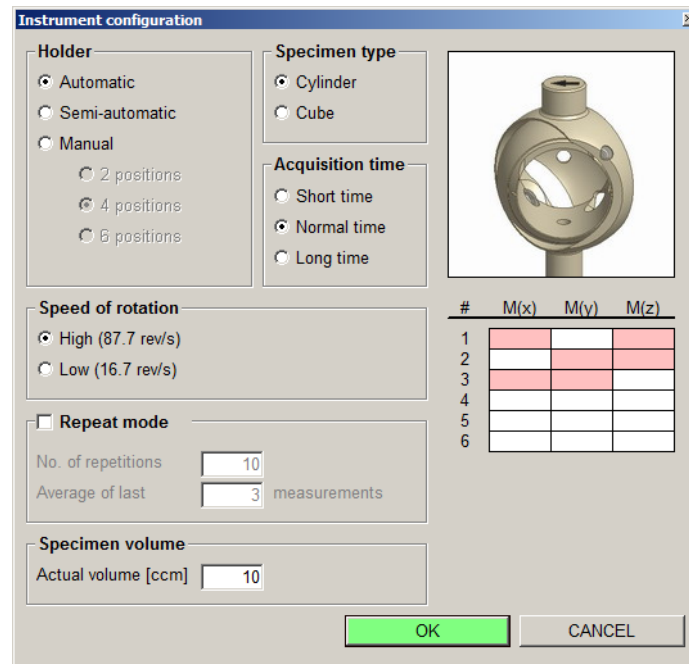 Instrument configuration
Holder
Automatic
Semi-automatic
Manual
2 positions
4 positions
6 positions
Specimen type
Cylinder
Cube
Acquisition time
Short time
Normal time
Long time
Speed of rotation
High (87.7 rev/s)
Low (16.7 rev/s)
# M(x) M(y) M(z)
1
2
3
4
5
6
Repeat mode
No. of repetitions 10
Average of last 3 measurements
Specimen volume
Actual volume [ccm] 10
OK CANCEL